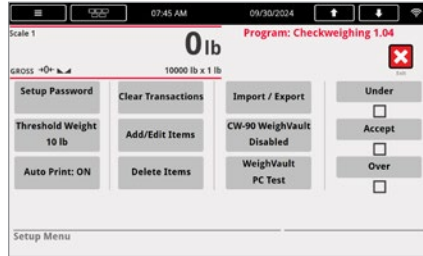 07:45 AM 09/30/2024
Scale 1
0 lb
Program: Checkweighing 1.04
GROSS →0←
10000 lb x 1 lb
Exit
Setup Password
Clear Transactions
Import / Export
Under
Threshold Weight
10 lb
Add/Edit Items
CW-90 WeighVault
Disabled
Accept
Auto Print: ON
Delete Items
WeighVault
PC Test
Over
Setup Menu